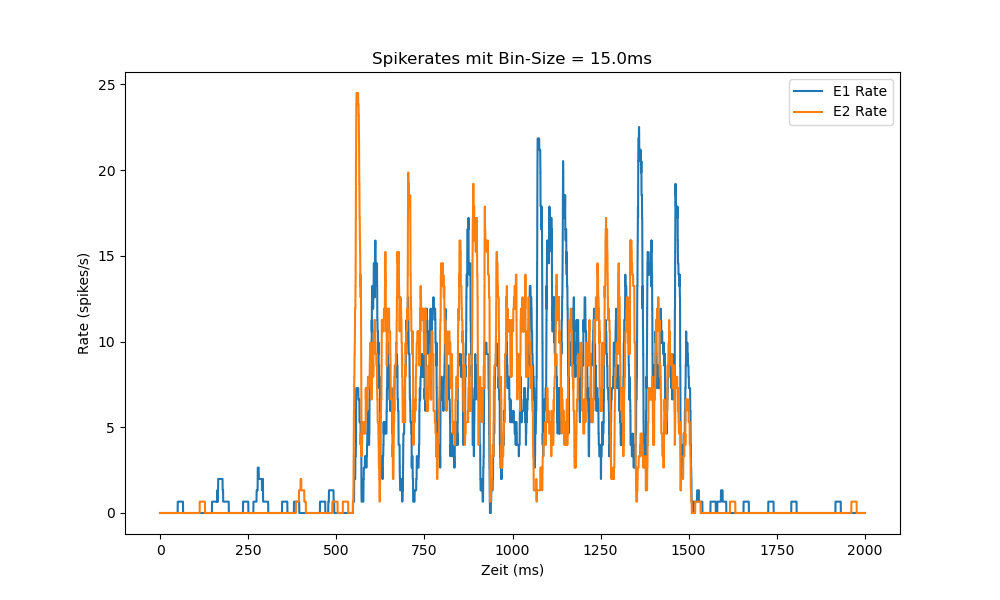 Spikerates mit Bin-Size = 15.0ms
E1 Rate
E2 Rate
25
20
15
10
5
0
Rate (spikes/s)
0 250 500 750 1000 1250 1500 1750 2000
Zeit (ms)